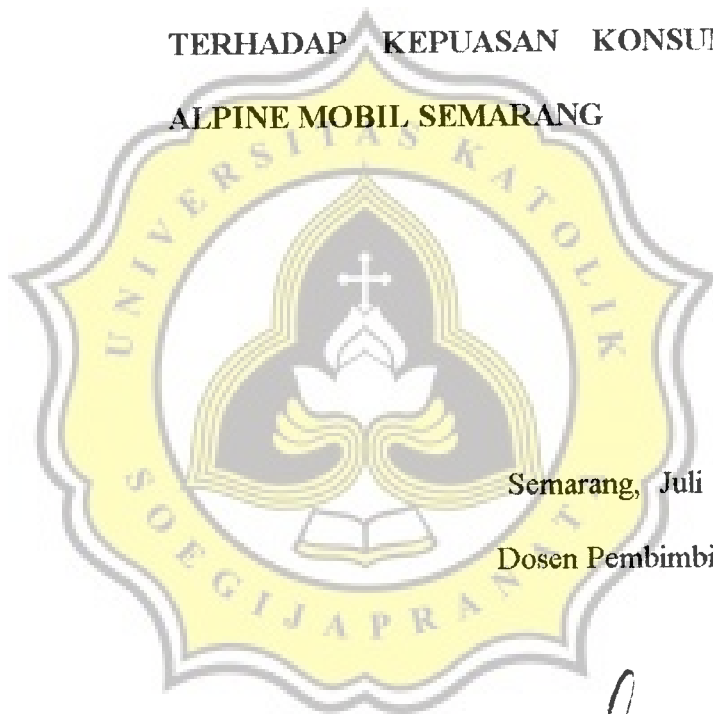 TERHADAP KEPUASAN KONSU
ALPINE MOBIL SEMARANG
UNIVERSITAS KATOLIK
SOEGIJAPRANATA
Semarang, Juli
Dosen Pembimbi